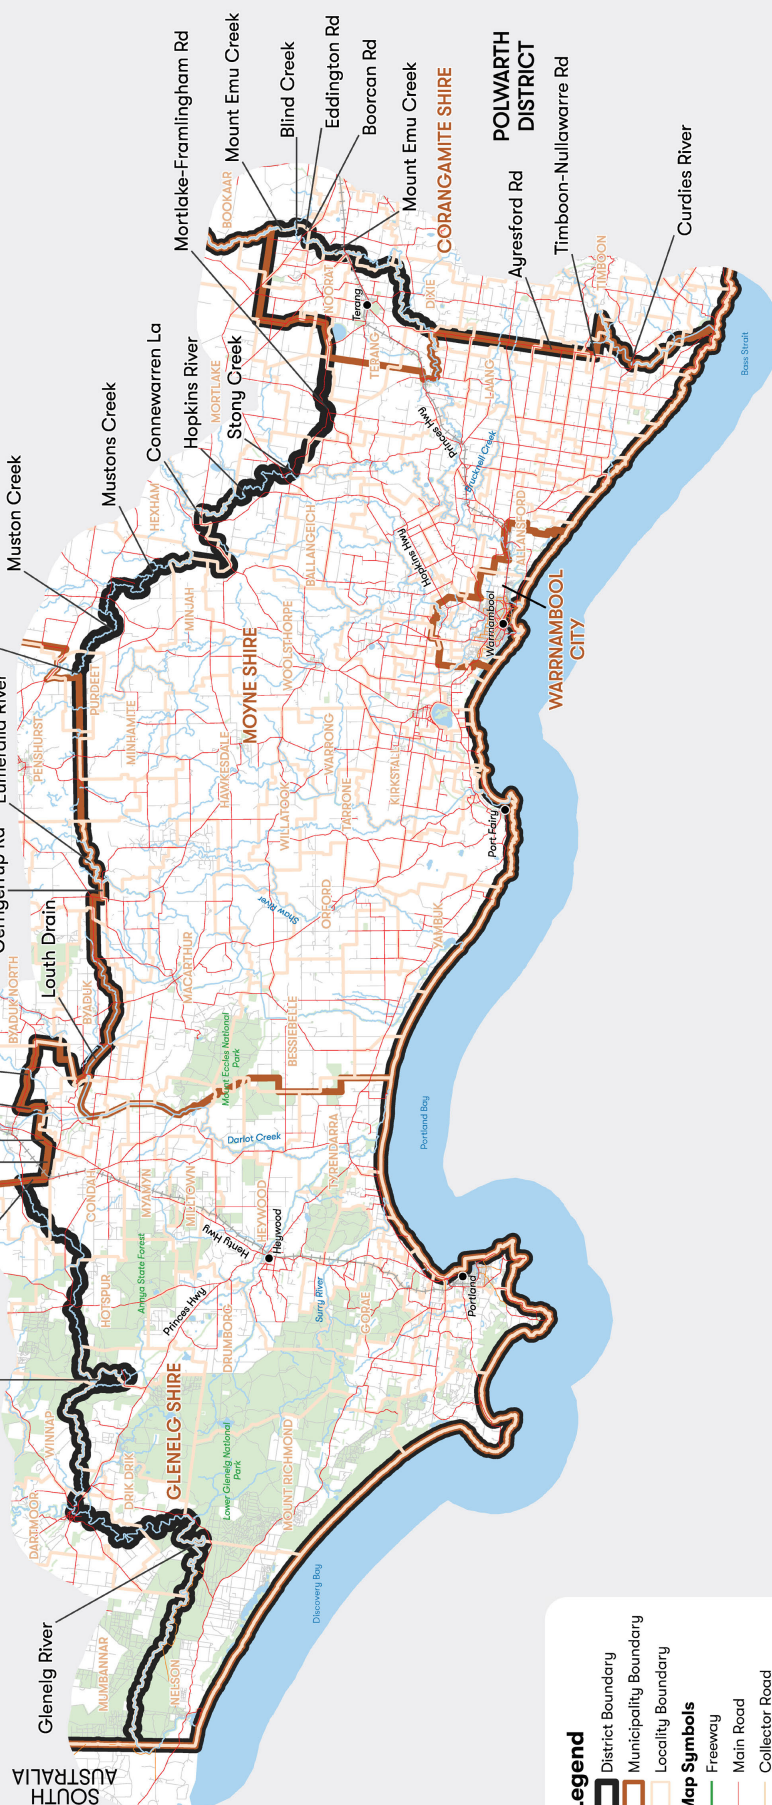 SOUTH
AUSTRALIA
Glenelg River
Louth Drain
Muston Creek
Mustons Creek
Connewarren La
Hopkins River
Stony Creek
Mortlake-Framlingham Rd
Mount Emu Creek
Blind Creek
Eddington Rd
Boorcan Rd
Mount Emu Creek
CORANGAMITE SHIRE
POLWARTH
DISTRICT
Ayresford Rd
Timboon-Nullawarre Rd
Curdies River
MUMBANNAR
NELSON
DARTMOOR
WINNAP
DRIK DRIK
GLENELG SHIRE
Lower Glenelg National
Park
MOUNT RICHMOND
Discovery Bay
HOTSPUR
Annya State Forest
Princes Hwy
DRUMBORG
Henty Hwy
HEYWOOD
Heywood
Surry River
GORAE
Portland
CONDAH
MYAMYN
MILLTOWN
Darlot Creek
TYRENDARRA
Portland Bay
BYADUK NORTH
BYADUK
MACARTHUR
Mount Eccles National
Park
BESSIEBELLE
Shaw River
ORFORD
YAMBUK
PENSHURST
PURDEET
MINHAMITE
HAWKESDALE
MOYNE SHIRE
WILLATOOK
WARRONG
TARRONE
KIRKSTALL
Port Fairy
MINJAH
WOOLSTHORPE
BALLANGEICH
HEXHAM
MORTLAKE
Hopkins Hwy
Warrnambool
WARRNAMBOOL
CITY
ALLANSFORD
Princes Hwy
Brucknell Creek
LAANG
TERANG
Terang
NOORAT
BOOKAAR
DIXIE
TIMBOON
Bass Strait
Legend
District Boundary
Municipality Boundary
Locality Boundary
Map Symbols
Freeway
Main Road
Collector Road